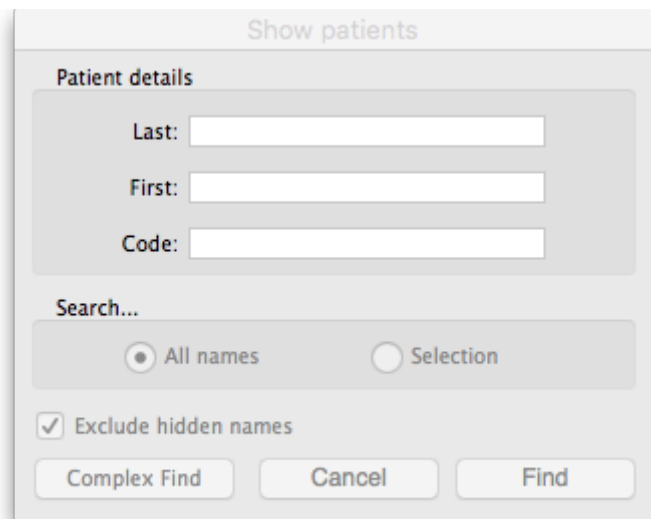 Show patients
Patient details
Last:
First:
Code:
Search...
All names Selection
Exclude hidden names
Complex Find Cancel Find